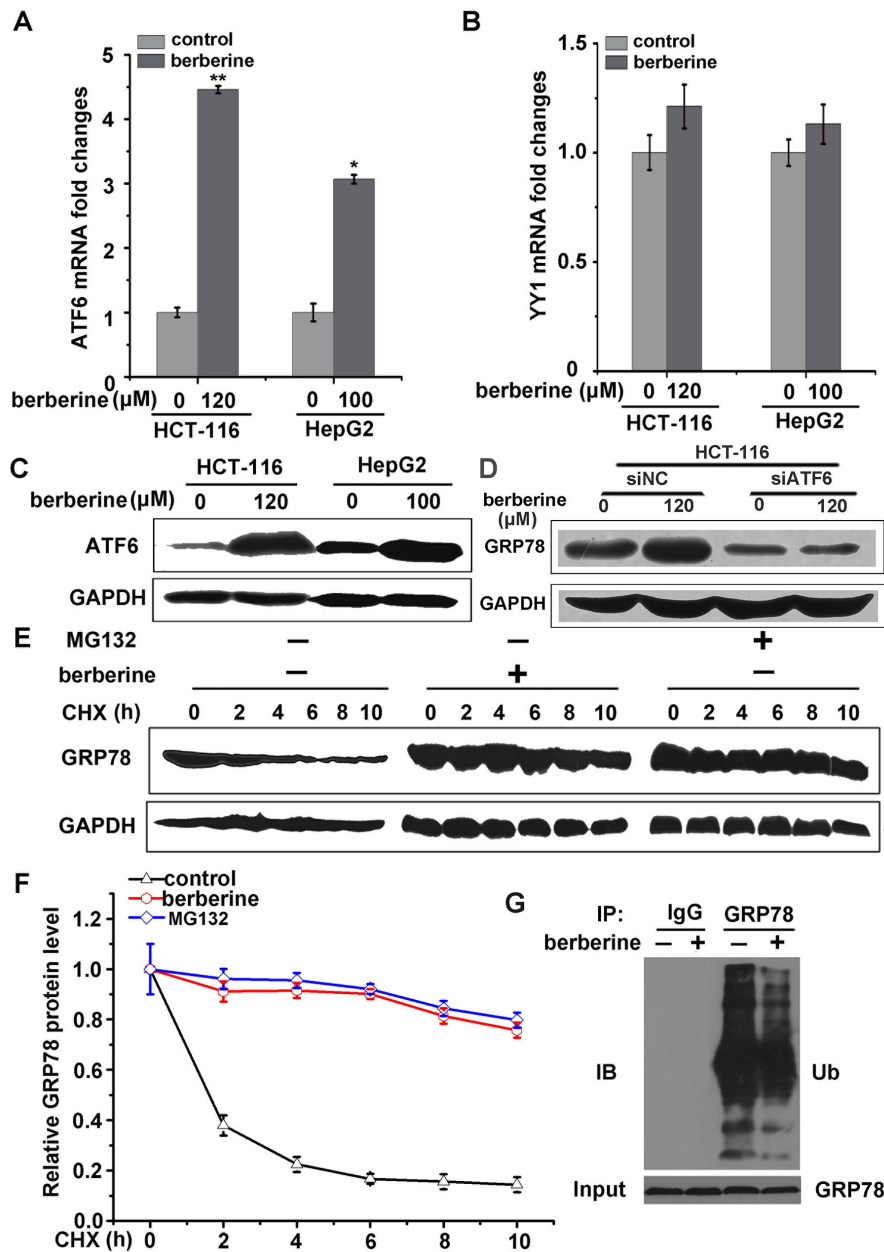 A
control
berberine
ATF6 mRNA fold changes
5
4
3
2
1
0
**
*
berberine (μM) 0 120 0 100
HCT-116 HepG2
B
control
berberine
YY1 mRNA fold changes
1.5
1.0
0.5
0
berberine (μM) 0 120 0 100
HCT-116 HepG2
C
HCT-116 HepG2
berberine (μM) 0 120 0 100
ATF6
GAPDH
D
HCT-116
siNC siATF6
berberine (μM) 0 120 0 120
GRP78
GAPDH
E
MG132 − − +
berberine − + −
CHX (h) 0 2 4 6 8 10 0 2 4 6 8 10 0 2 4 6 8 10
GRP78
GAPDH
F
control
berberine
MG132
Relative GRP78 protein level
1.2
1.0
0.8
0.6
0.4
0.2
0.0
CHX (h) 0 2 4 6 8 10
G
IP: IgG GRP78
berberine − + − +
IB Ub
Input GRP78